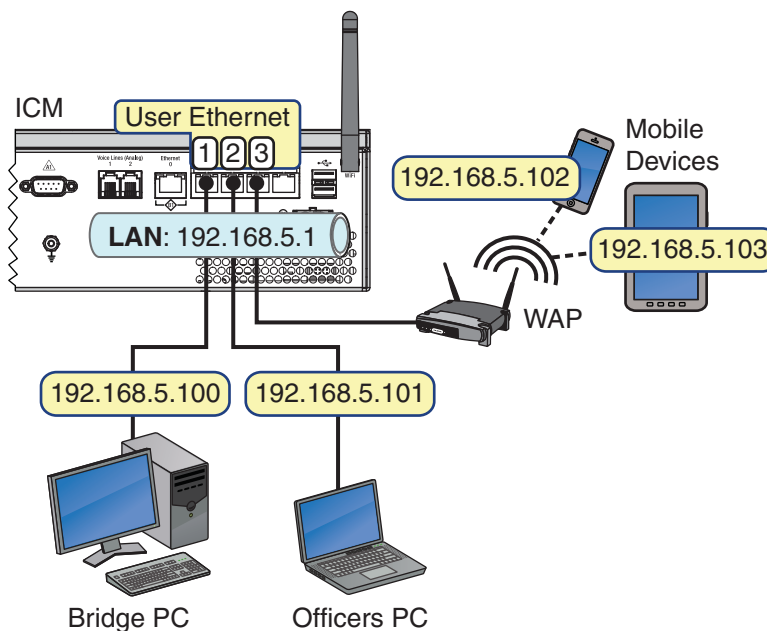 ICM
User Ethernet
1 2 3
Voice Lines (Analog)
1 2
Ethernet
0
WiFi
LAN: 192.168.5.1
Mobile
Devices
192.168.5.102
192.168.5.103
WAP
192.168.5.100
192.168.5.101
Bridge PC
Officers PC